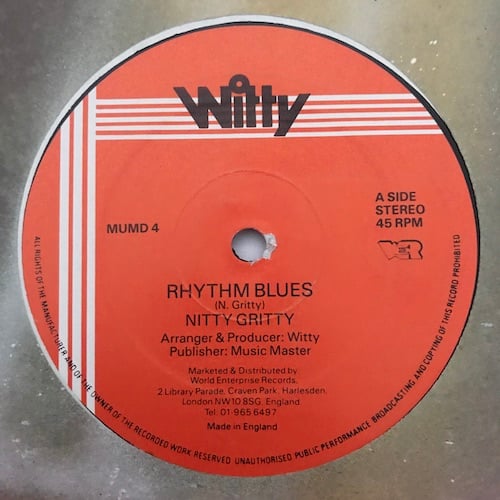 Witty
A SIDE
STEREO
45 RPM
MUMD 4
WER
RHYTHM BLUES
(N. Gritty)
NITTY GRITTY
Arranger & Producer: Witty
Publisher: Music Master
Marketed & Distributed by
World Enterprise Records,
2 Library Parade, Craven Park, Harlesden,
London NW10 8SG. England
Tel: 01-965 6497
Made in England
ALL RIGHTS OF THE MANUFACTURER AND OF THE OWNER OF THE RECORDED WORK RESERVED UNAUTHORISED PUBLIC PERFORMANCE BROADCASTING AND COPYING OF THIS RECORD PROHIBITED